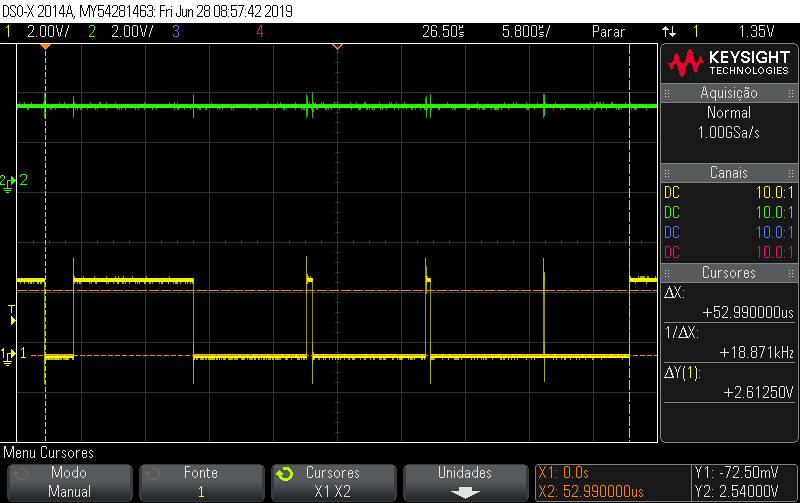 DSO-X 2014A, MY54281463: Fri Jun 28 08:57:42 2019
1 2.00V/ 2 2.00V/ 3 4 26.50$ 5.800$/ Parar 1 1.35V
KEYSIGHT
TECHNOLOGIES
Aquisição
Normal
1.00GSa/s
Canais
DC 10.0:1
DC 10.0:1
DC 10.0:1
DC 10.0:1
Cursores
ΔX:
+52.990000us
1/ΔX:
+18.871kHz
ΔY(1):
+2.61250V
2 2
T
1 1
Menu Cursores
Modo
Manual
Fonte
1
Cursores
X1 X2
Unidades
X1: 0.0s
X2: 52.990000us
Y1: -72.50mV
Y2: 2.54000V